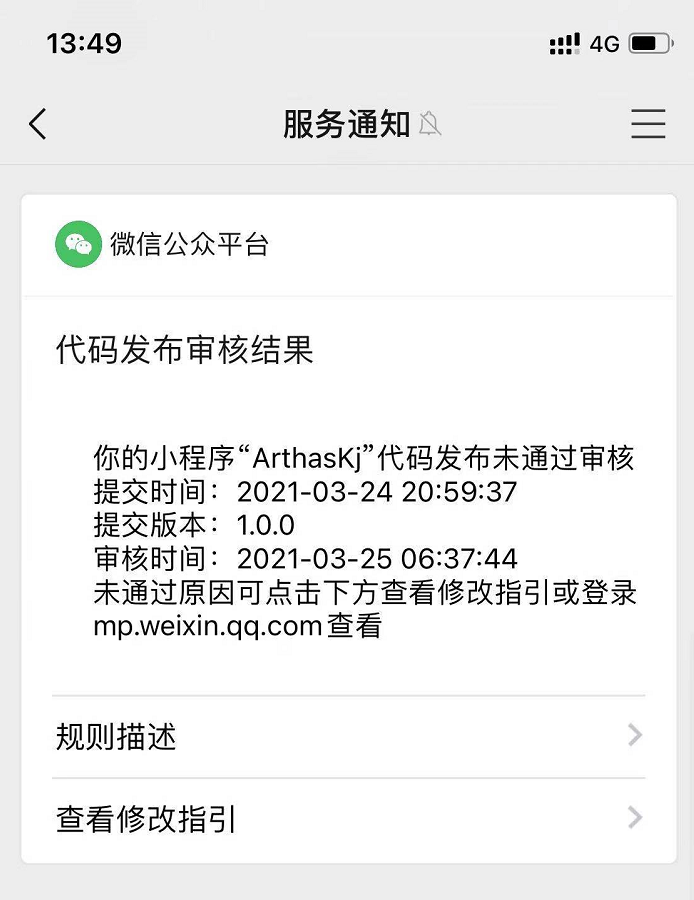 13:49
4G
服务通知
微信公众平台
代码发布审核结果
你的小程序“ArthasKj”代码发布未通过审核
提交时间：2021-03-24 20:59:37
提交版本：1.0.0
审核时间：2021-03-25 06:37:44
未通过原因可点击下方查看修改指引或登录
mp.weixin.qq.com查看
规则描述
查看修改指引